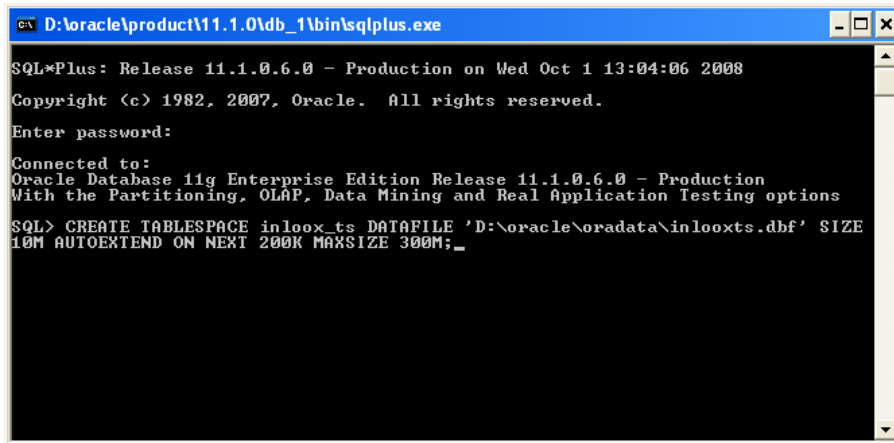 D:\oracle\product\11.1.0\db_1\bin\sqlplus.exe
SQL*Plus: Release 11.1.0.6.0 - Production on Wed Oct 1 13:04:06 2008
Copyright (c) 1982, 2007, Oracle.  All rights reserved.
Enter password:
Connected to:
Oracle Database 11g Enterprise Edition Release 11.1.0.6.0 - Production
With the Partitioning, OLAP, Data Mining and Real Application Testing options
SQL> CREATE TABLESPACE inloox_ts DATAFILE 'D:\oracle\oradata\inlooxts.dbf' SIZE
10M AUTOEXTEND ON NEXT 200K MAXSIZE 300M;_